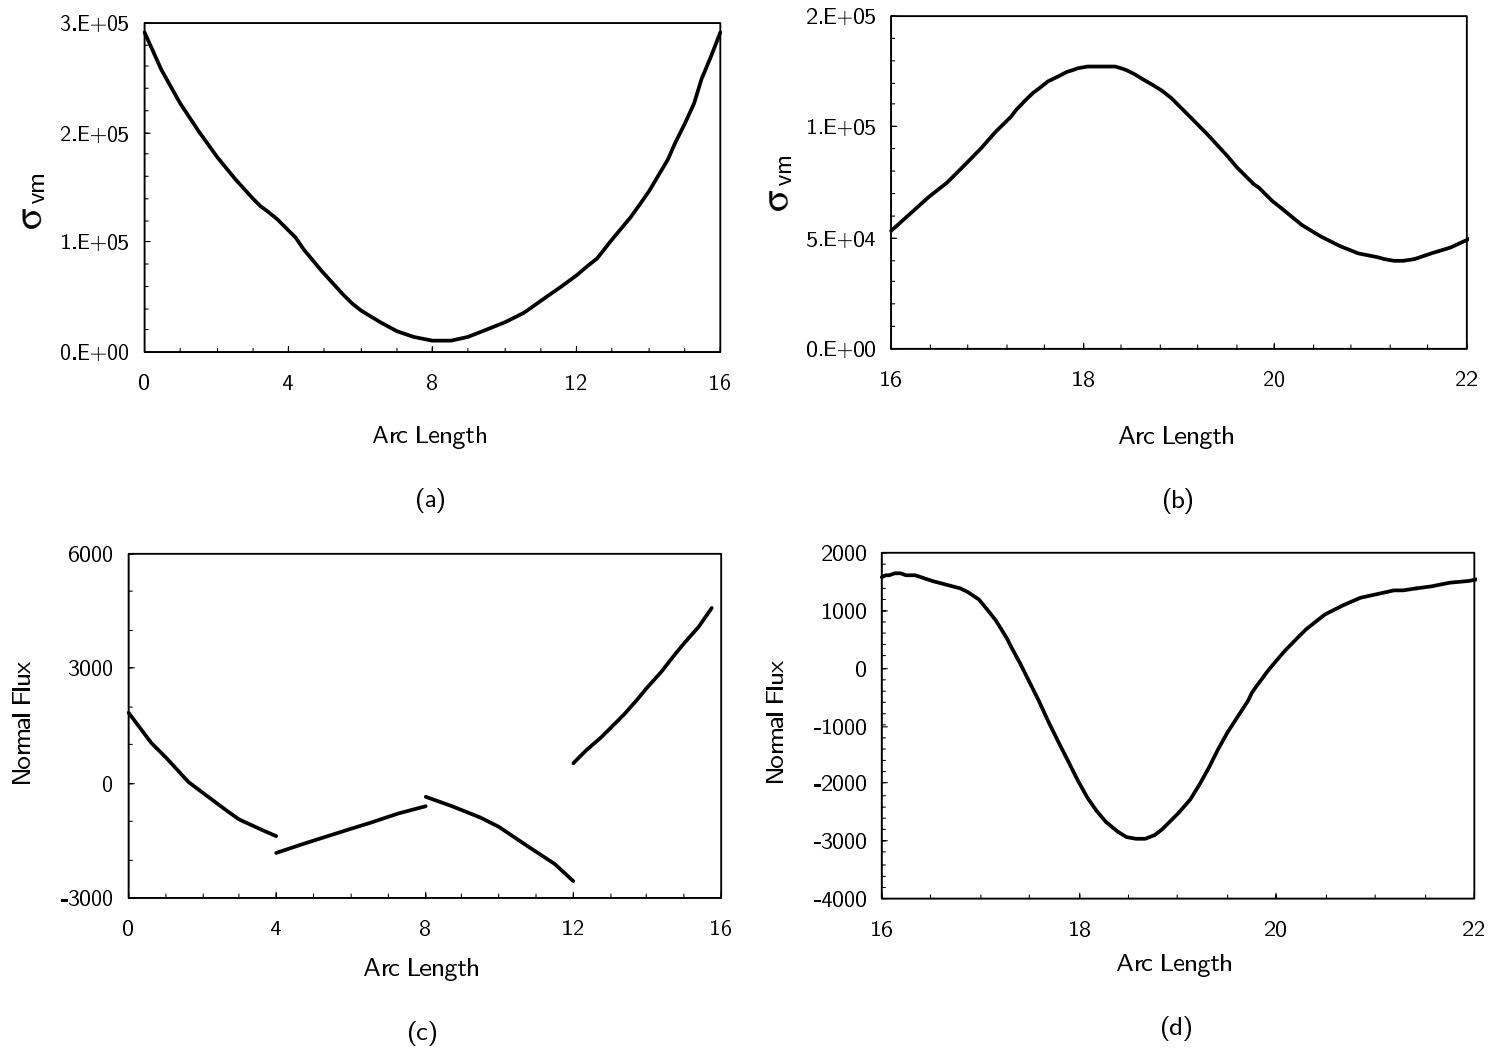 3.E+05
2.E+05
1.E+05
0.E+00
σvm
0 4 8 12 16
Arc Length
(a)
2.E+05
1.E+05
5.E+04
0.E+00
σvm
16 18 20 22
Arc Length
(b)
6000
3000
0
-3000
Normal Flux
0 4 8 12 16
Arc Length
(c)
2000
1000
0
-1000
-2000
-3000
-4000
Normal Flux
16 18 20 22
Arc Length
(d)